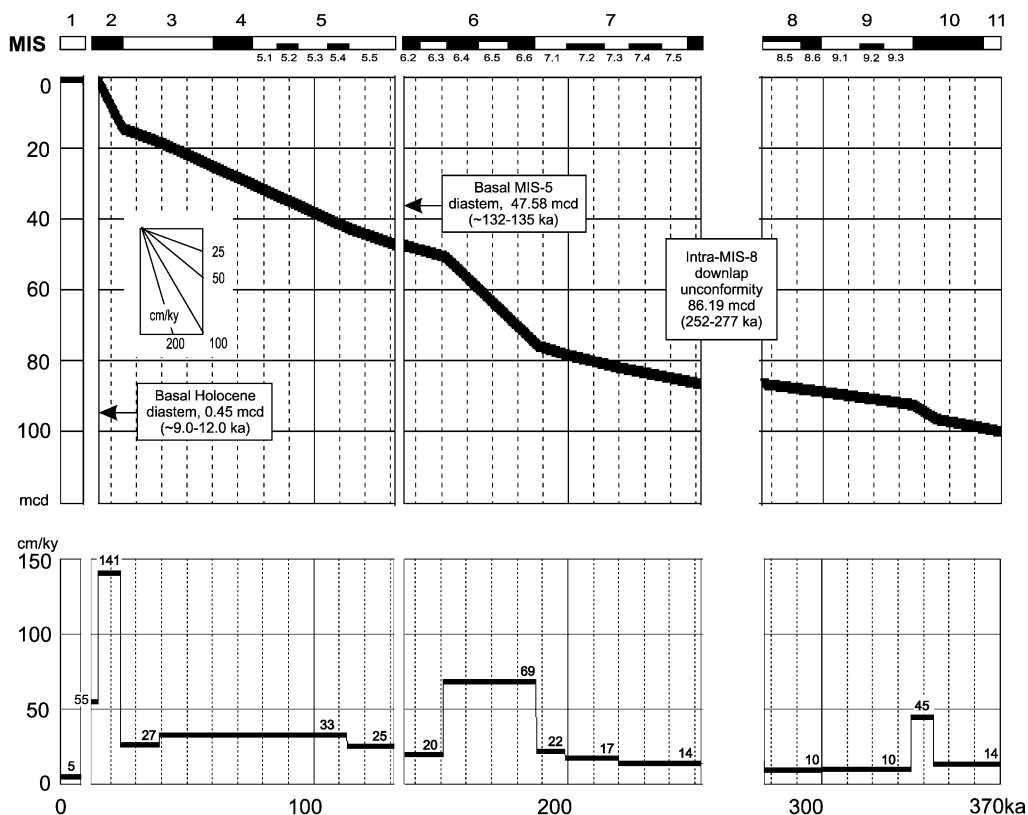 1 2 3 4 5 6 7 8 9 10 11
MIS
5.1 5.2 5.3 5.4 5.5 6.2 6.3 6.4 6.5 6.6 7.1 7.2 7.3 7.4 7.5 8.5 8.6 9.1 9.2 9.3
0
20
40
60
80
100
mcd
Basal MIS-5
diastem, 47.58 mcd
(~132-135 ka)
25
50
cm/ky
200 100
Intra-MIS-8
downlap
unconformity
86.19 mcd
(252-277 ka)
Basal Holocene
diastem, 0.45 mcd
(~9.0-12.0 ka)
cm/ky
150
100
50
0
5 55 141 27 33 25 20 69 22 17 14 10 10 45 14
0 100 200 300 370ka